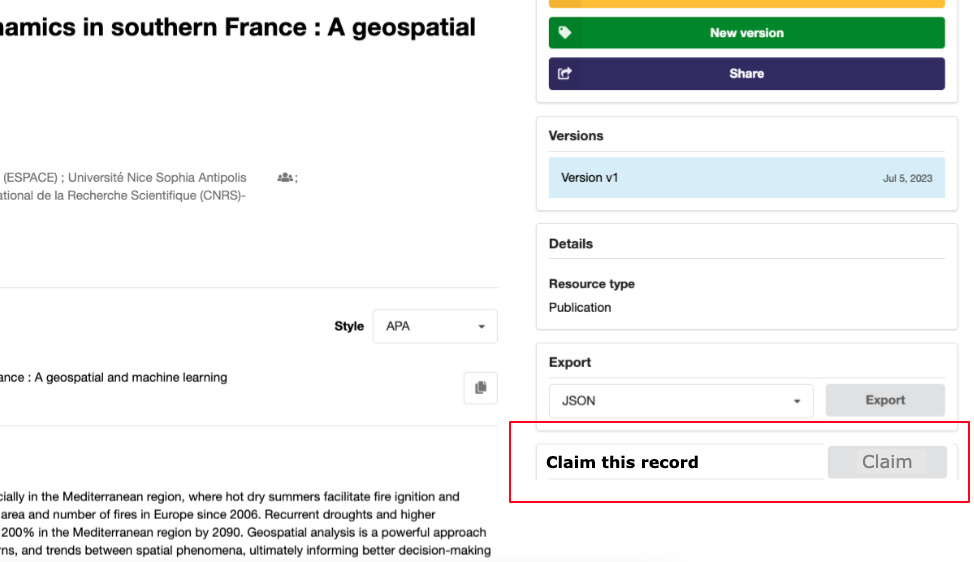 namics in southern France : A geospatial
(ESPACE) ; Université Nice Sophia Antipolis ;
ational de la Recherche Scientifique (CNRS)-
Style APA
ance : A geospatial and machine learning
cially in the Mediterranean region, where hot dry summers facilitate fire ignition and
area and number of fires in Europe since 2006. Recurrent droughts and higher
200% in the Mediterranean region by 2090. Geospatial analysis is a powerful approach
rns, and trends between spatial phenomena, ultimately informing better decision-making
New version
Share
Versions
Version v1 Jul 5, 2023
Details
Resource type
Publication
Export
JSON Export
Claim this record Claim